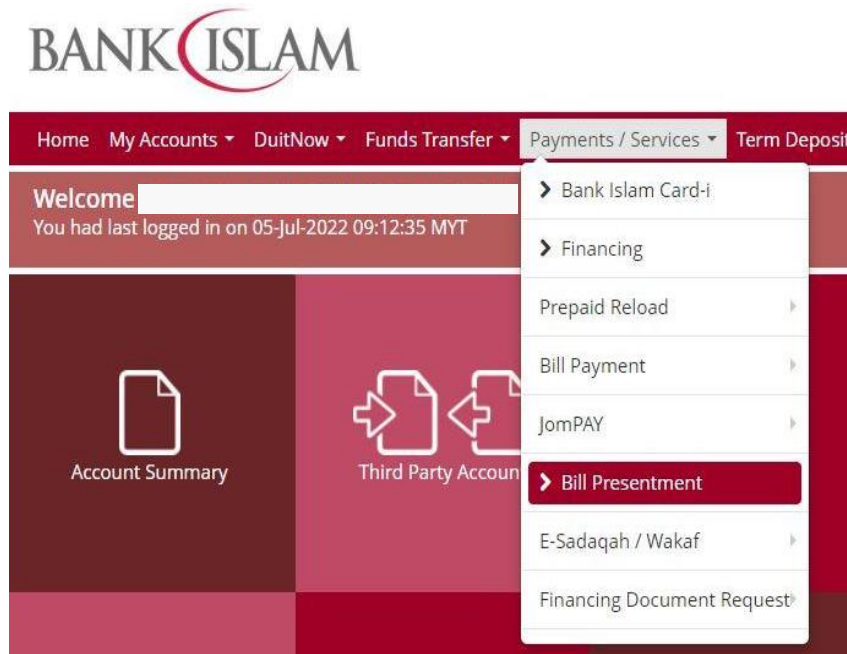 BANK ISLAM
Home My Accounts DuitNow Funds Transfer Payments / Services Term Deposit
Welcome
You had last logged in on 05-Jul-2022 09:12:35 MYT
Bank Islam Card-i
Financing
Prepaid Reload
Bill Payment
JomPAY
Bill Presentment
E-Sadaqah / Wakaf
Financing Document Request
Account Summary
Third Party Accoun